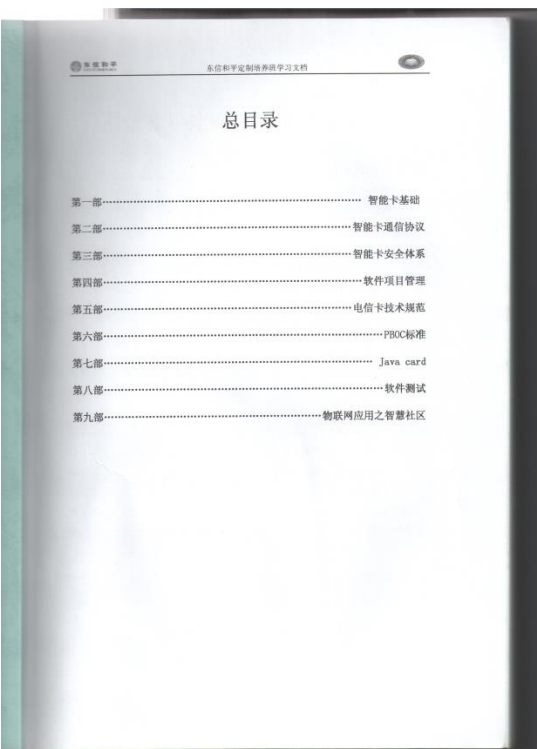 东信和平
东信和平定制培养班学习文档
总目录
第一部…………………………………………………………智能卡基础
第二部…………………………………………………………智能卡通信协议
第三部…………………………………………………………智能卡安全体系
第四部…………………………………………………………软件项目管理
第五部…………………………………………………………电信卡技术规范
第六部…………………………………………………………PBOC标准
第七部…………………………………………………………Java card
第八部…………………………………………………………软件测试
第九部…………………………………………………………物联网应用之智慧社区